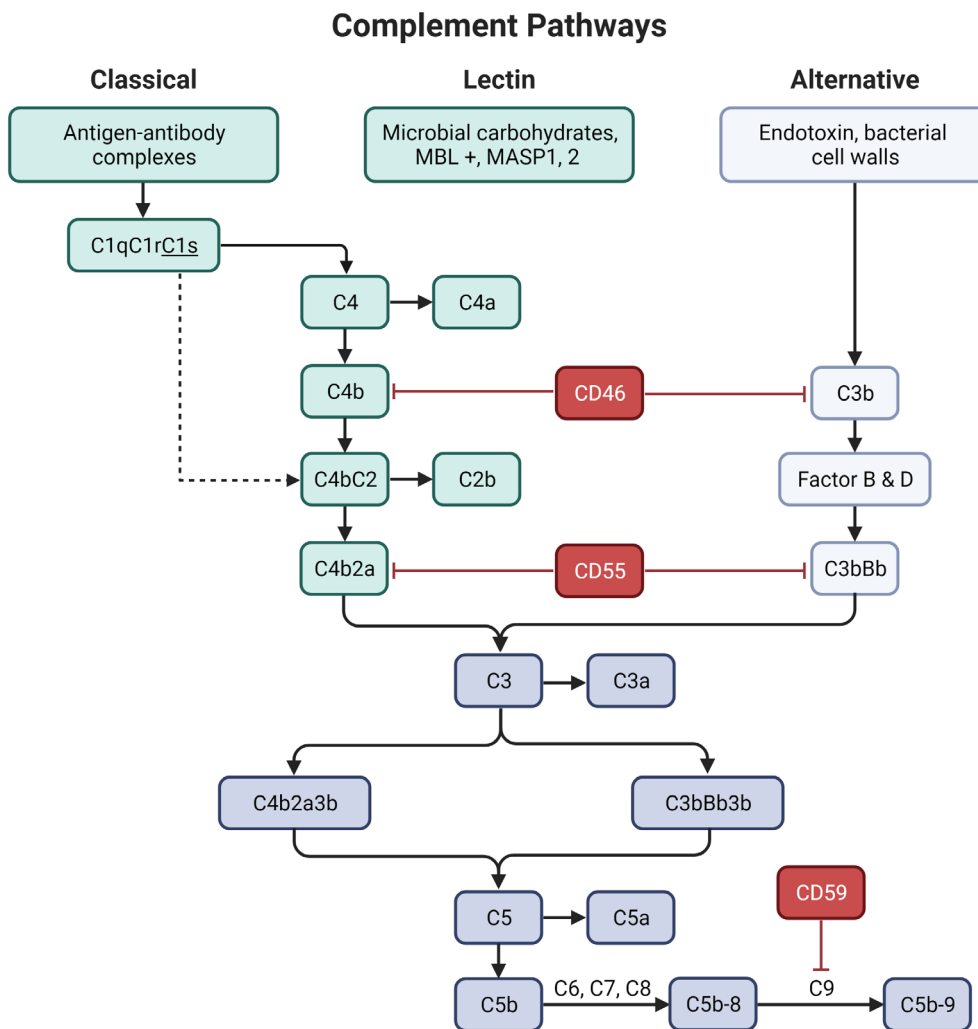 Complement Pathways
Classical
Lectin
Alternative
Antigen-antibody
complexes
Microbial carbohydrates,
MBL +, MASP1, 2
Endotoxin, bacterial
cell walls
C1qC1rC1s
C4
C4a
C4b
CD46
C3b
C4bC2
C2b
Factor B & D
C4b2a
CD55
C3bBb
C3
C3a
C4b2a3b
C3bBb3b
CD59
C5
C5a
C5b
C6, C7, C8
C5b-8
C9
C5b-9